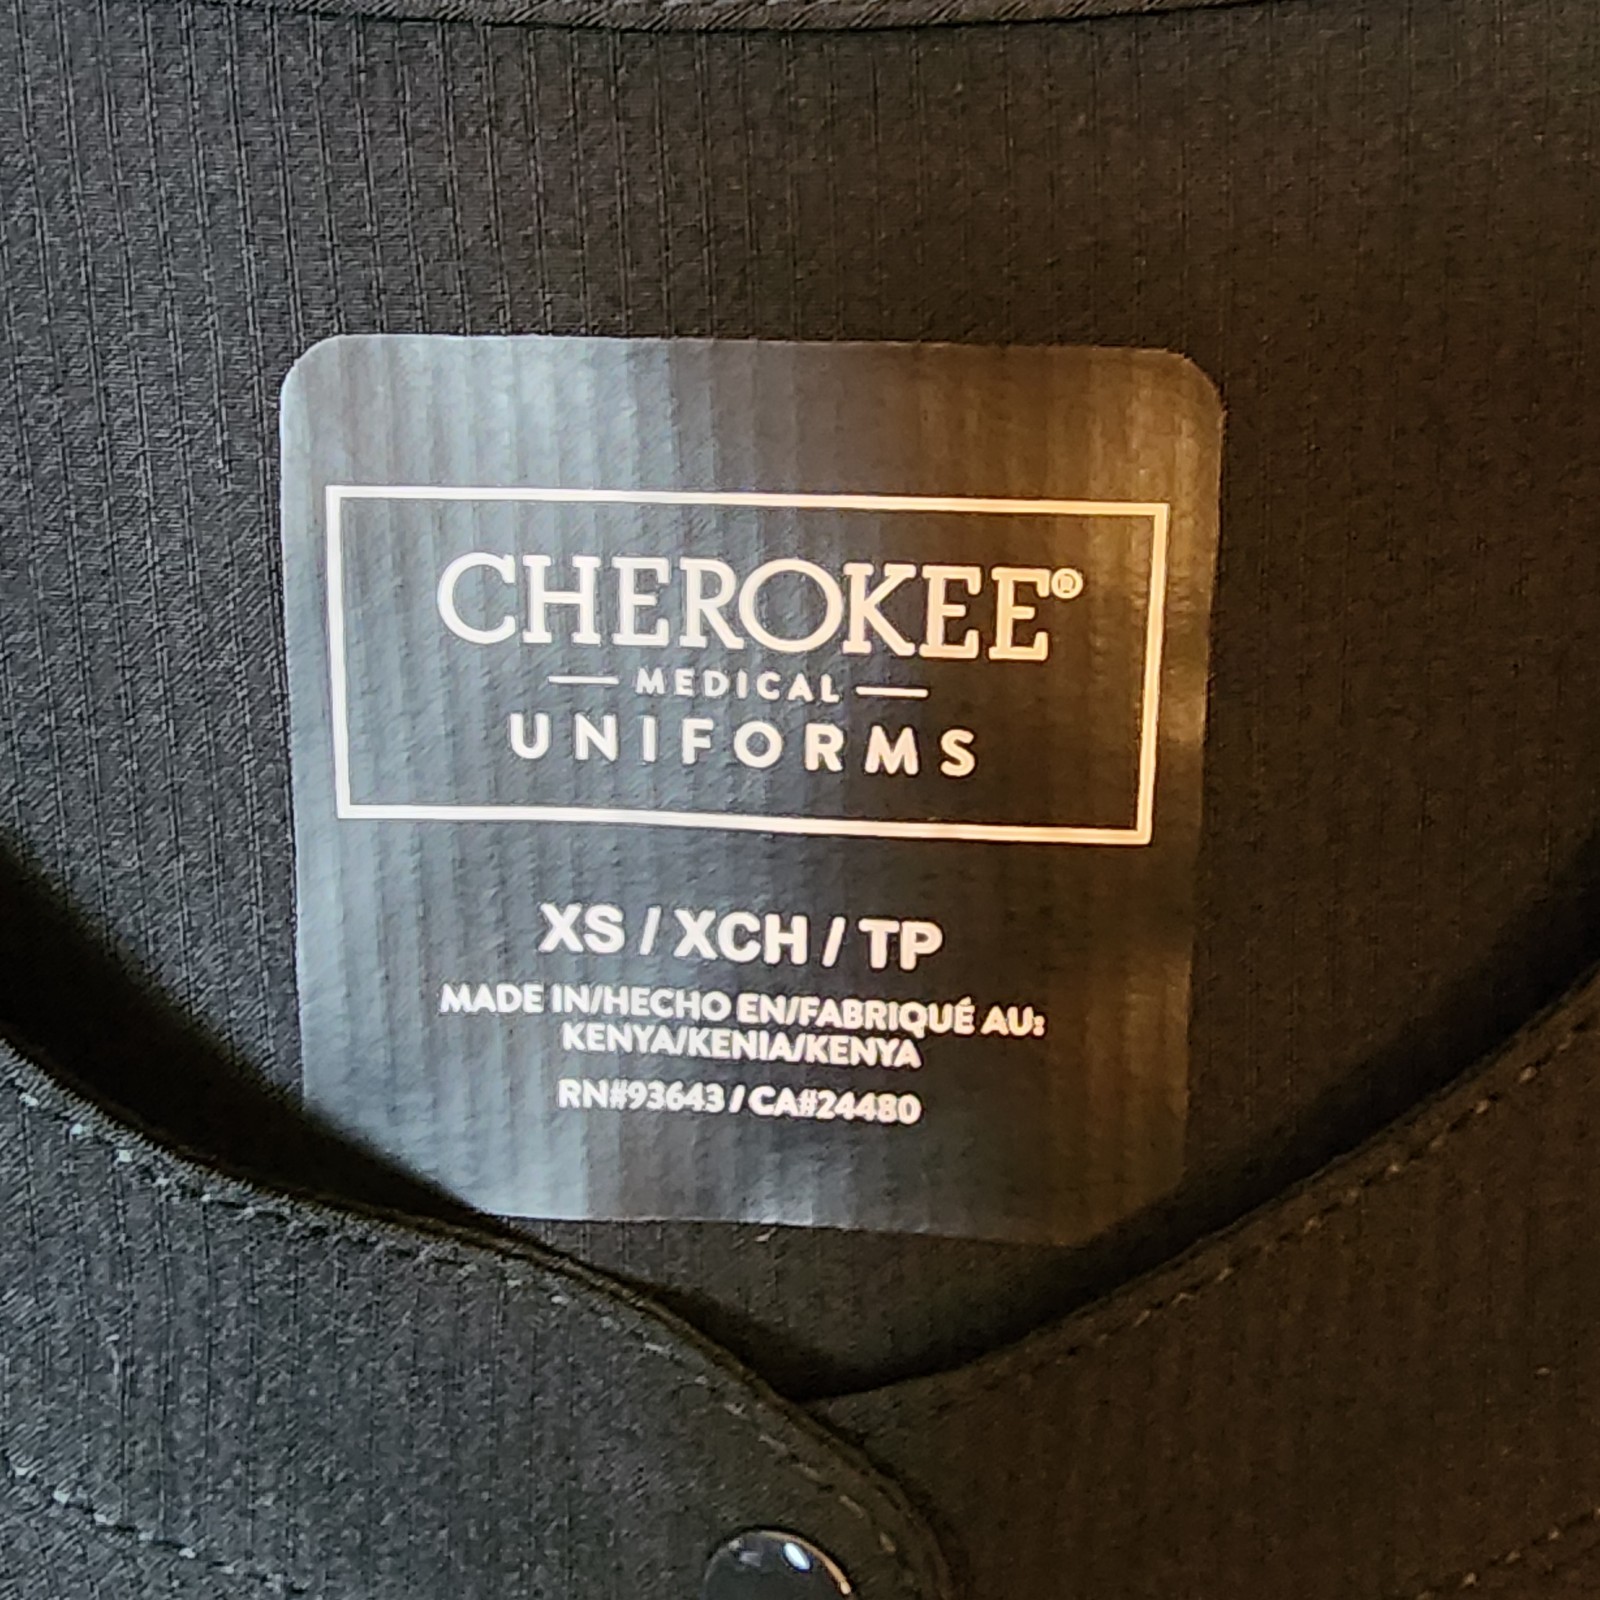 CHEROKEE®
MEDICAL
UNIFORMS
XS / XCH / TP
MADE IN/HECHO EN/FABRIQUÉ AU:
KENYA/KENIA/KENYA
RN#93643 / CA#24480